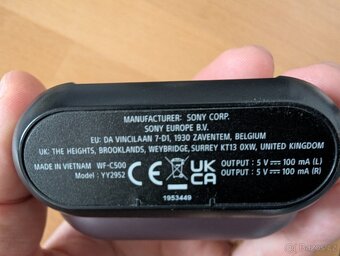 MANUFACTURER: SONY CORP.
SONY EUROPE B.V.
EU: DA VINCILAAN 7-D1, 1930 ZAVENTEM, BELGIUM
UK: THE HEIGHTS, BROOKLANDS, WEYBRIDGE, SURREY KT13 0XW, UNITED KINGDOM
MADE IN VIETNAM WF-C500 CE UK OUTPUT : 5 V⎓100 mA (L)
MODEL : YY2952 CA OUTPUT : 5 V⎓100 mA (R)
1953449